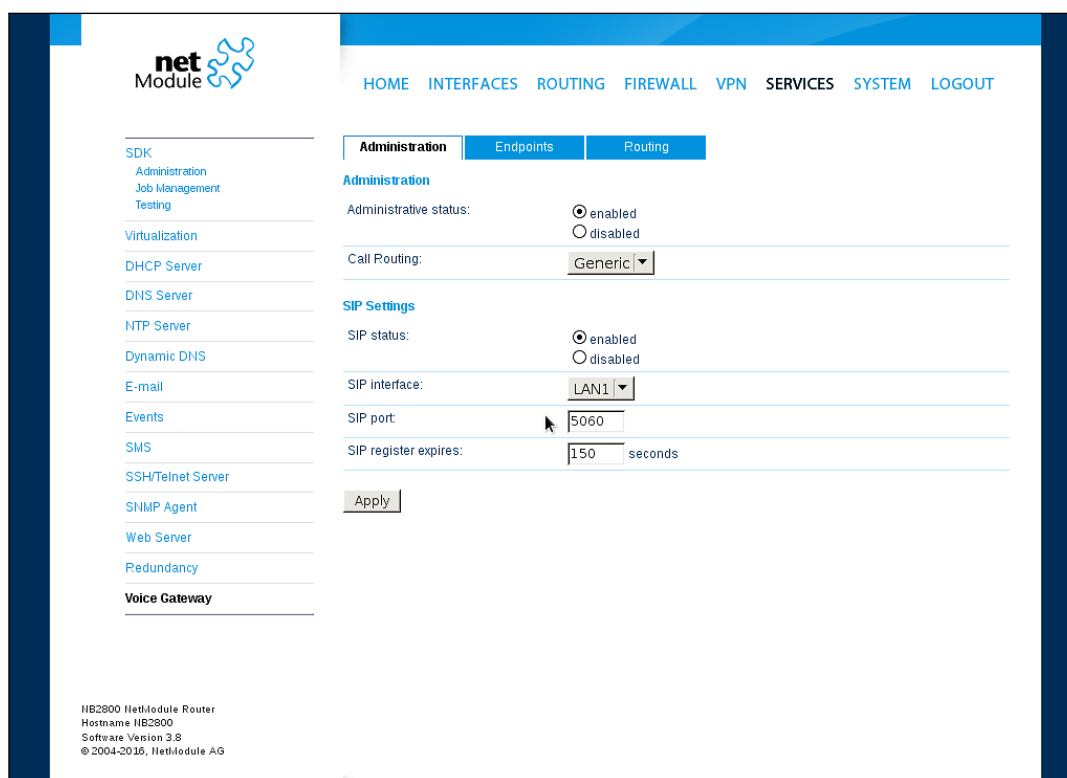 net
Module
HOME INTERFACES ROUTING FIREWALL VPN SERVICES SYSTEM LOGOUT
SDK
Administration
Job Management
Testing
Virtualization
DHCP Server
DNS Server
NTP Server
Dynamic DNS
E-mail
Events
SMS
SSH/Telnet Server
SNMP Agent
Web Server
Redundancy
Voice Gateway
Administration Endpoints Routing
Administration
Administrative status:
enabled
disabled
Call Routing: Generic
SIP Settings
SIP status:
enabled
disabled
SIP interface: LAN1
SIP port: 5060
SIP register expires: 150 seconds
Apply
NB2800 NetModule Router
Hostname NB2800
Software Version 3.8
© 2004-2016, NetModule AG